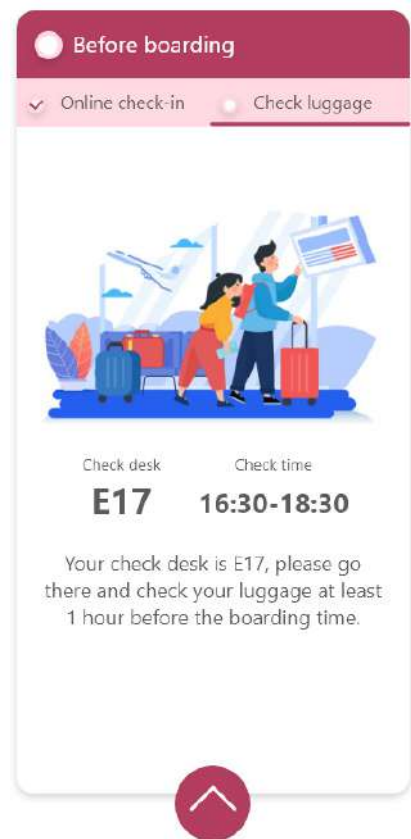 Before boarding
Online check-in
Check luggage
Check desk
Check time
E17
16:30-18:30
Your check desk is E17, please go
there and check your luggage at least
1 hour before the boarding time.